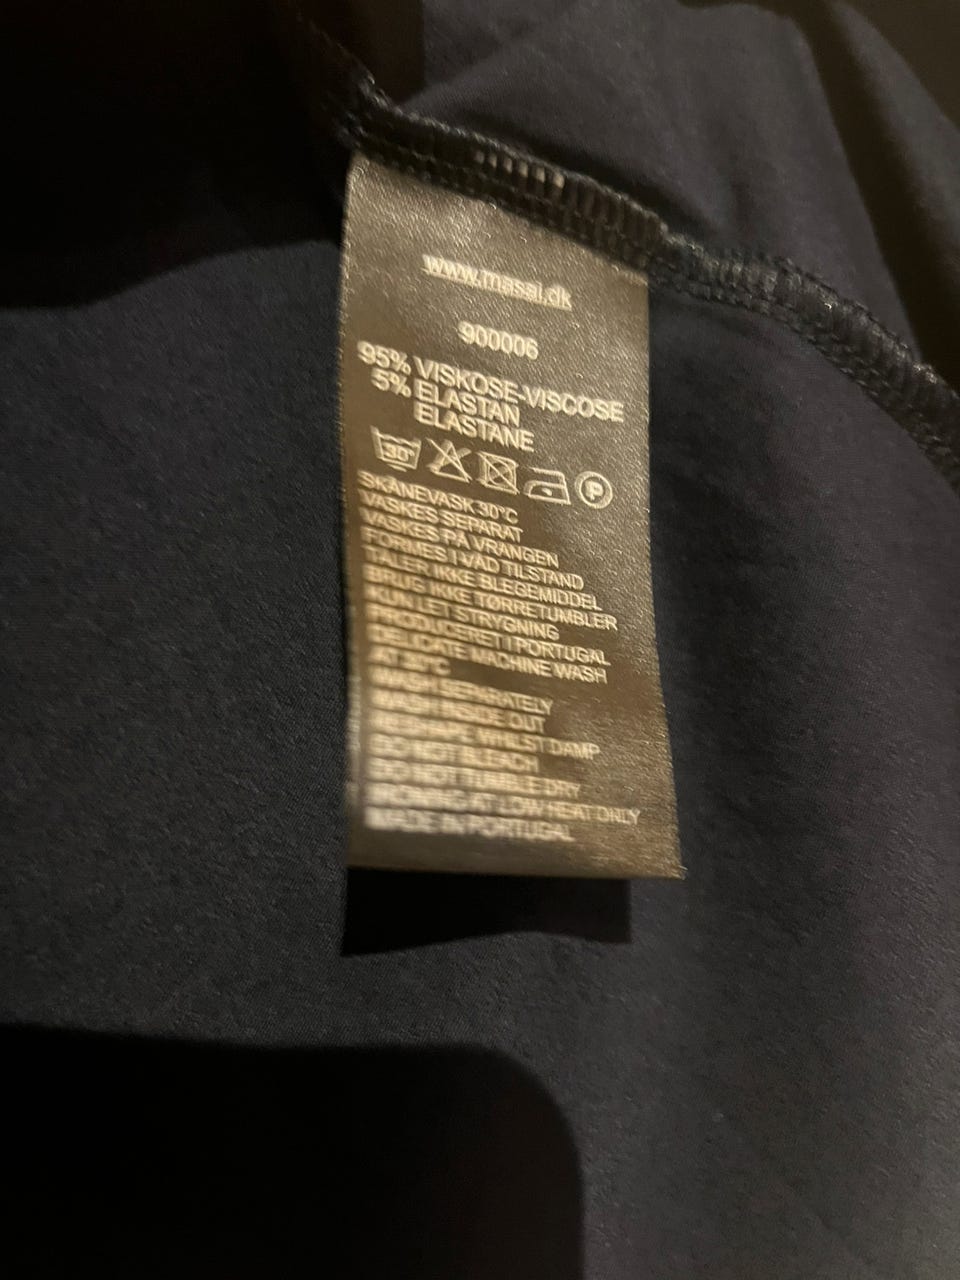 www.masai.dk
900006
95% VISKOSE-VISCOSE
5% ELASTAN
ELASTANE
30° P
SKÅNEVASK 30°C
VASKES SEPARAT
VASKES PÅ VRANGEN
FORMES I VÅD TILSTAND
TÅLER IKKE BLEGEMIDDEL
BRUG IKKE TØRRETUMBLER
KUN LET STRYGNING
PRODUCERET I PORTUGAL
DELICATE MACHINE WASH
AT 30°C
WASH SEPARATELY
WASH INSIDE OUT
RESHAPE WHILST DAMP
DO NOT BLEACH
DO NOT TUMBLE DRY
IRONING AT LOW HEAT ONLY
MADE IN PORTUGAL